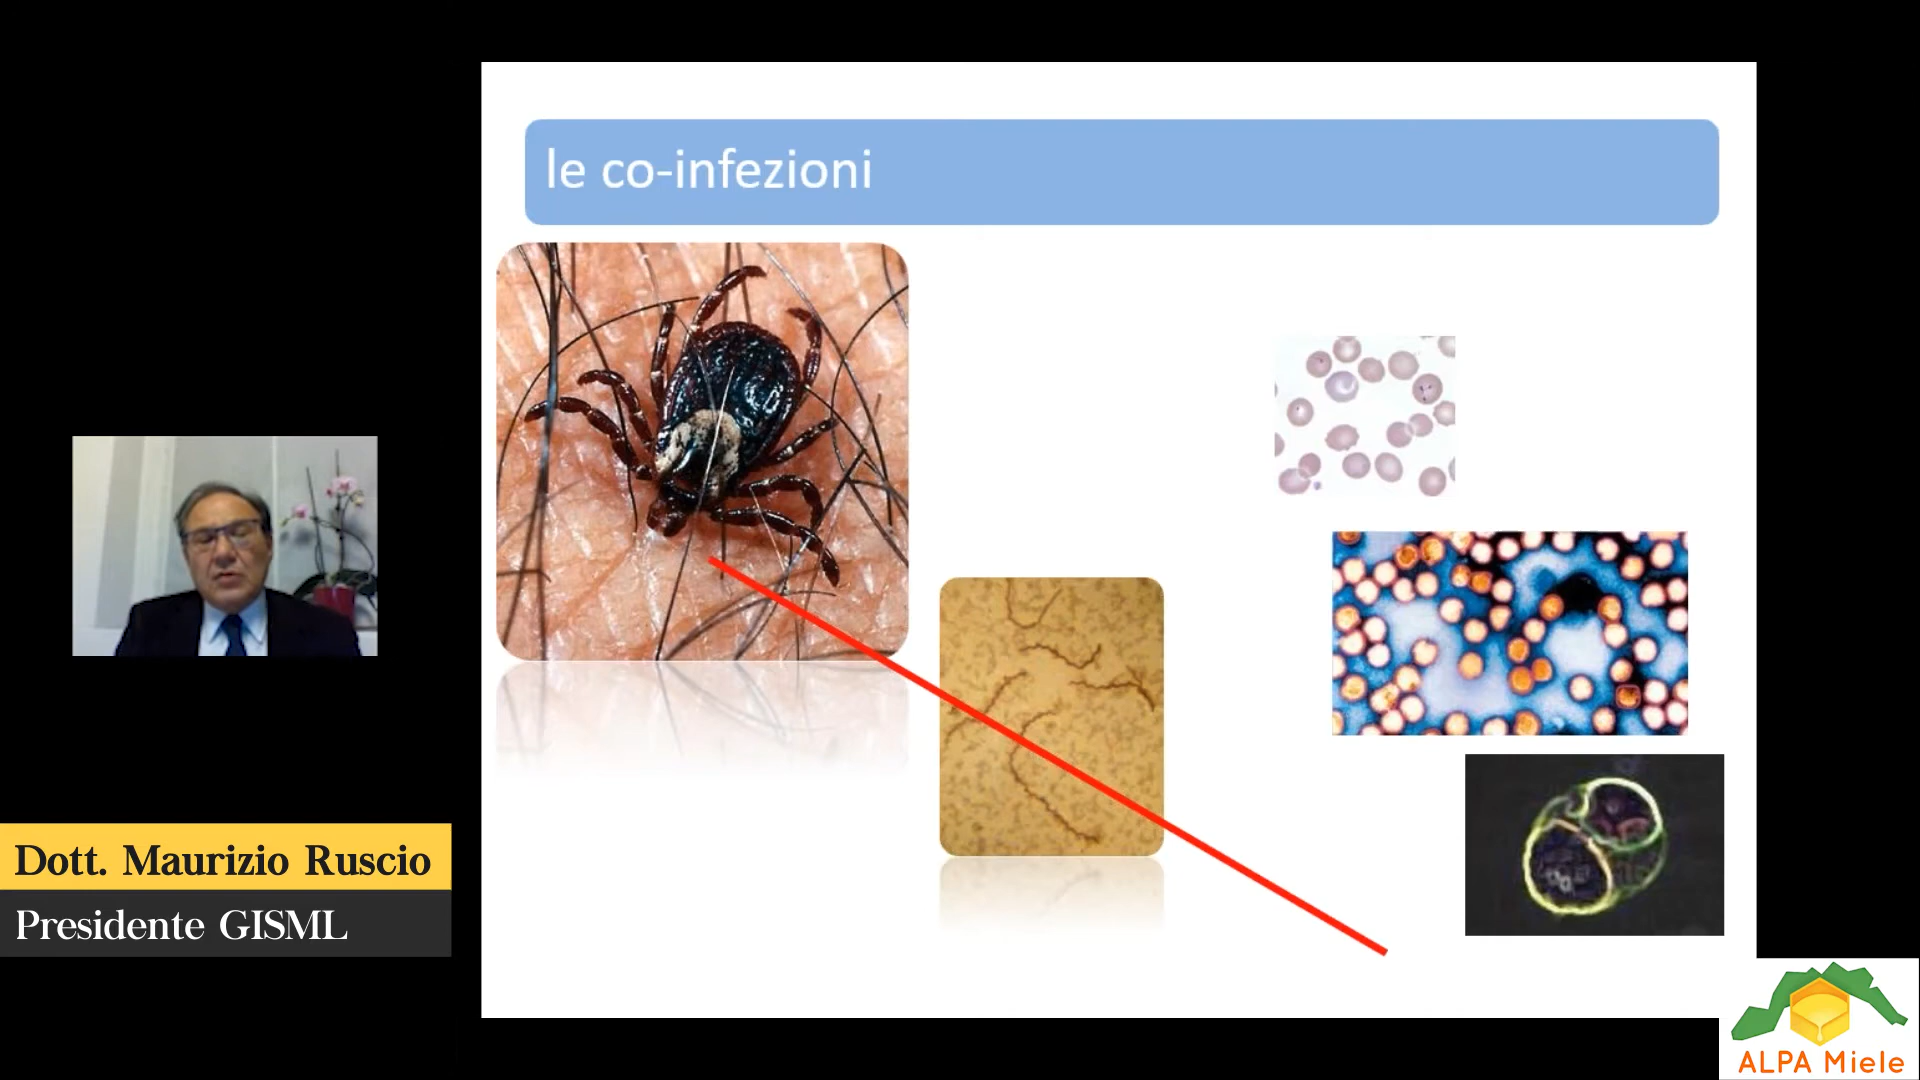 le co-infezioni
Dott. Maurizio Ruscio
Presidente GISML
ALPA Miele